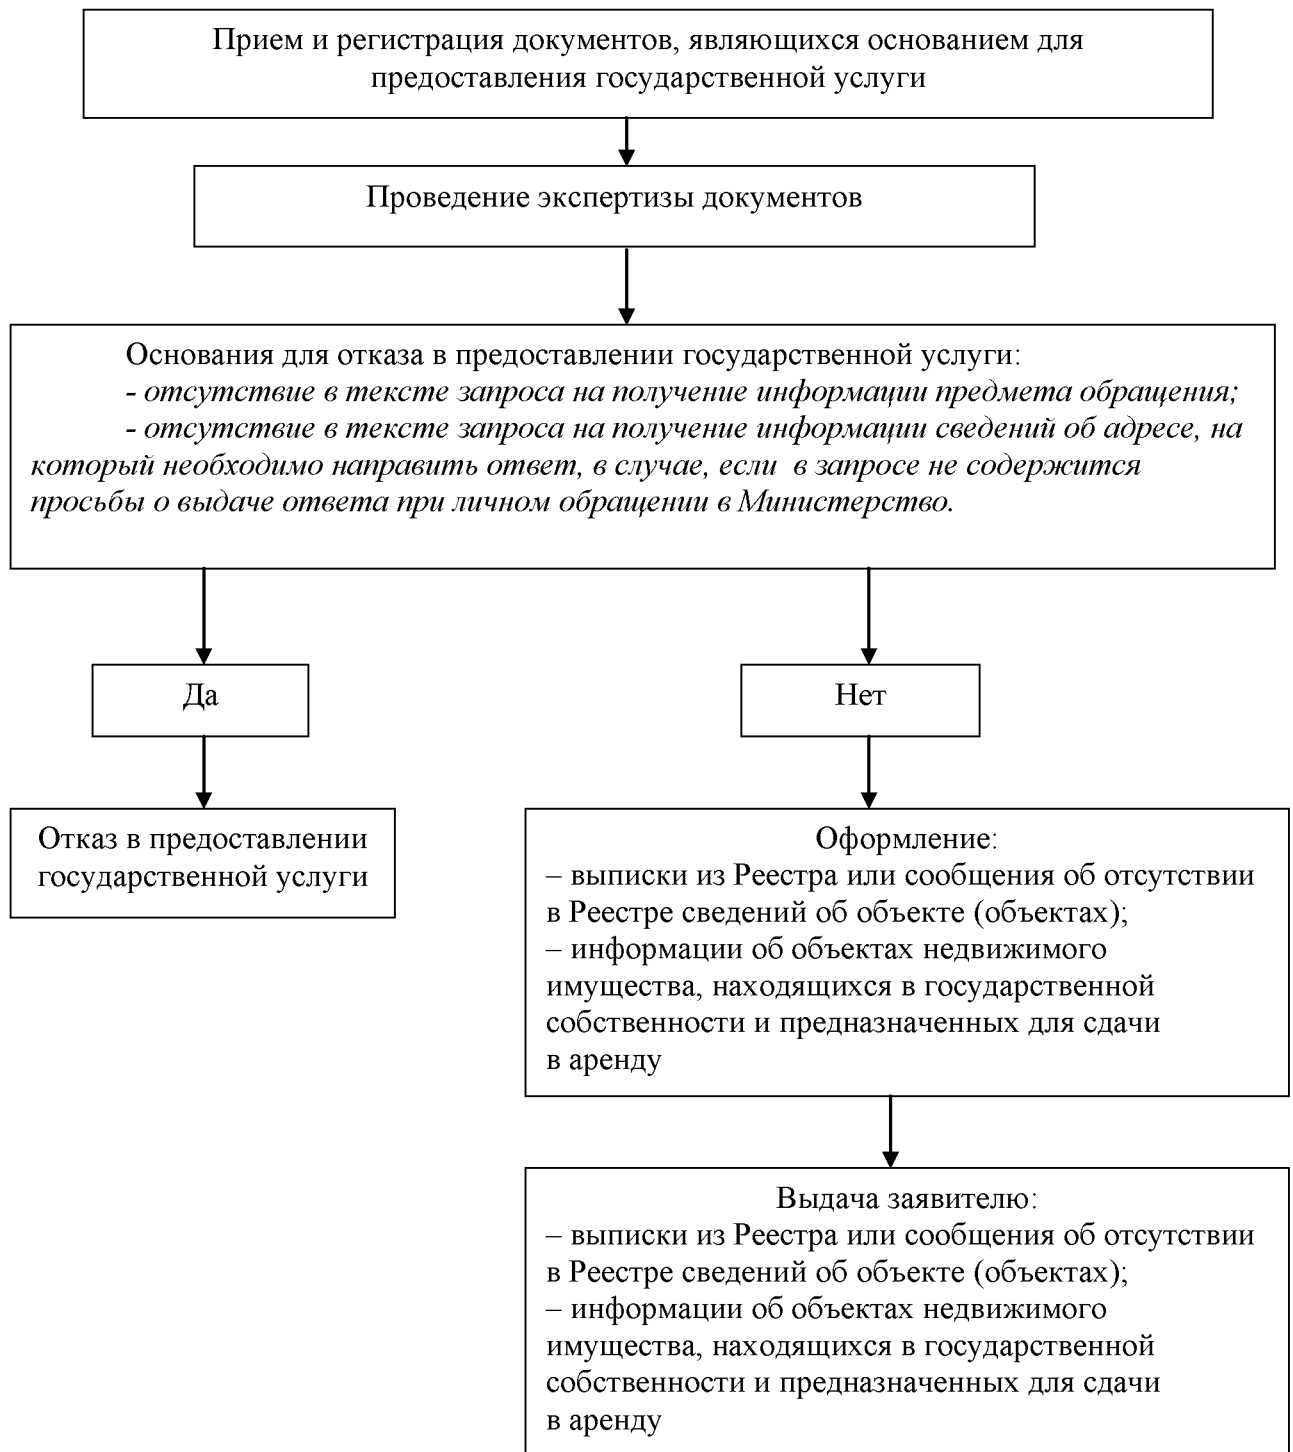 Прием и регистрация документов, являющихся основанием для
предоставления государственной услуги
Проведение экспертизы документов
Основания для отказа в предоставлении государственной услуги:
- отсутствие в тексте запроса на получение информации предмета обращения;
- отсутствие в тексте запроса на получение информации сведений об адресе, на
который необходимо направить ответ, в случае, если  в запросе не содержится
просьбы о выдаче ответа при личном обращении в Министерство.
Да
Нет
Отказ в предоставлении
государственной услуги
Оформление:
– выписки из Реестра или сообщения об отсутствии
в Реестре сведений об объекте (объектах);
– информации об объектах недвижимого
имущества, находящихся в государственной
собственности и предназначенных для сдачи
в аренду
Выдача заявителю:
– выписки из Реестра или сообщения об отсутствии
в Реестре сведений об объекте (объектах);
– информации об объектах недвижимого
имущества, находящихся в государственной
собственности и предназначенных для сдачи
в аренду